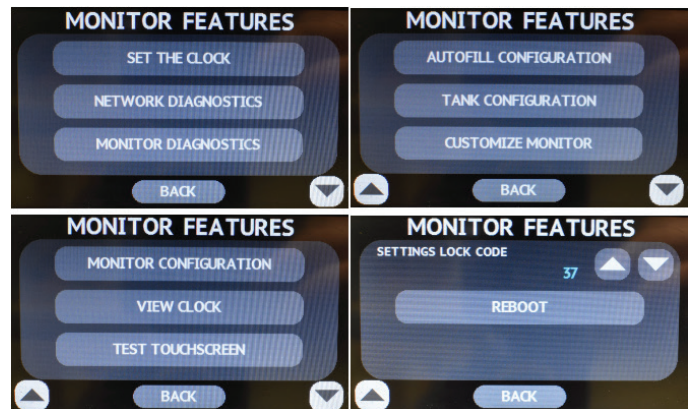 MONITOR FEATURES
SET THE CLOCK
NETWORK DIAGNOSTICS
MONITOR DIAGNOSTICS
BACK
MONITOR FEATURES
AUTOFILL CONFIGURATION
TANK CONFIGURATION
CUSTOMIZE MONITOR
BACK
MONITOR FEATURES
MONITOR CONFIGURATION
VIEW CLOCK
TEST TOUCHSCREEN
BACK
MONITOR FEATURES
SETTINGS LOCK CODE
37
REBOOT
BACK